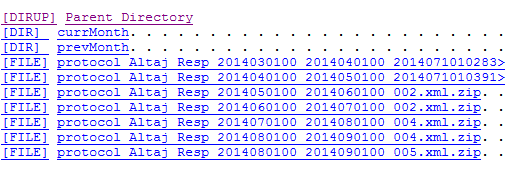 [DIRUP] Parent Directory
[DIR] currMonth. . . . . . . . . . . . . . . . . . . . . . . .
[DIR] prevMonth. . . . . . . . . . . . . . . . . . . . . . . .
[FILE] protocol Altaj Resp 2014030100 2014040100 2014071010283>
[FILE] protocol Altaj Resp 2014040100 2014050100 2014071010391>
[FILE] protocol Altaj Resp 2014050100 2014060100 002.xml.zip. .
[FILE] protocol Altaj Resp 2014060100 2014070100 002.xml.zip. .
[FILE] protocol Altaj Resp 2014070100 2014080100 004.xml.zip. .
[FILE] protocol Altaj Resp 2014080100 2014090100 004.xml.zip. .
[FILE] protocol Altaj Resp 2014080100 2014090100 005.xml.zip. .